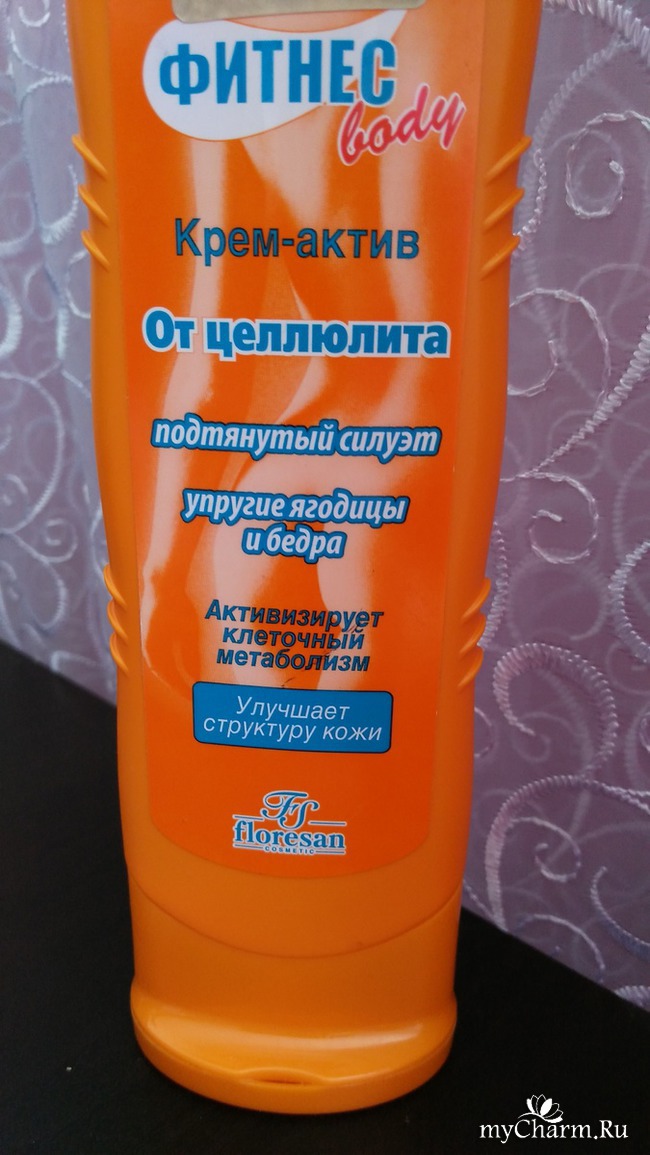 ФИТНЕС
body
Крем-актив
От целлюлита
подтянутый силуэт
упругие ягодицы
и бедра
Активизирует
клеточный
метаболизм
Улучшает
структуру кожи
FS
floresan
COSMETIC
myCharm.Ru